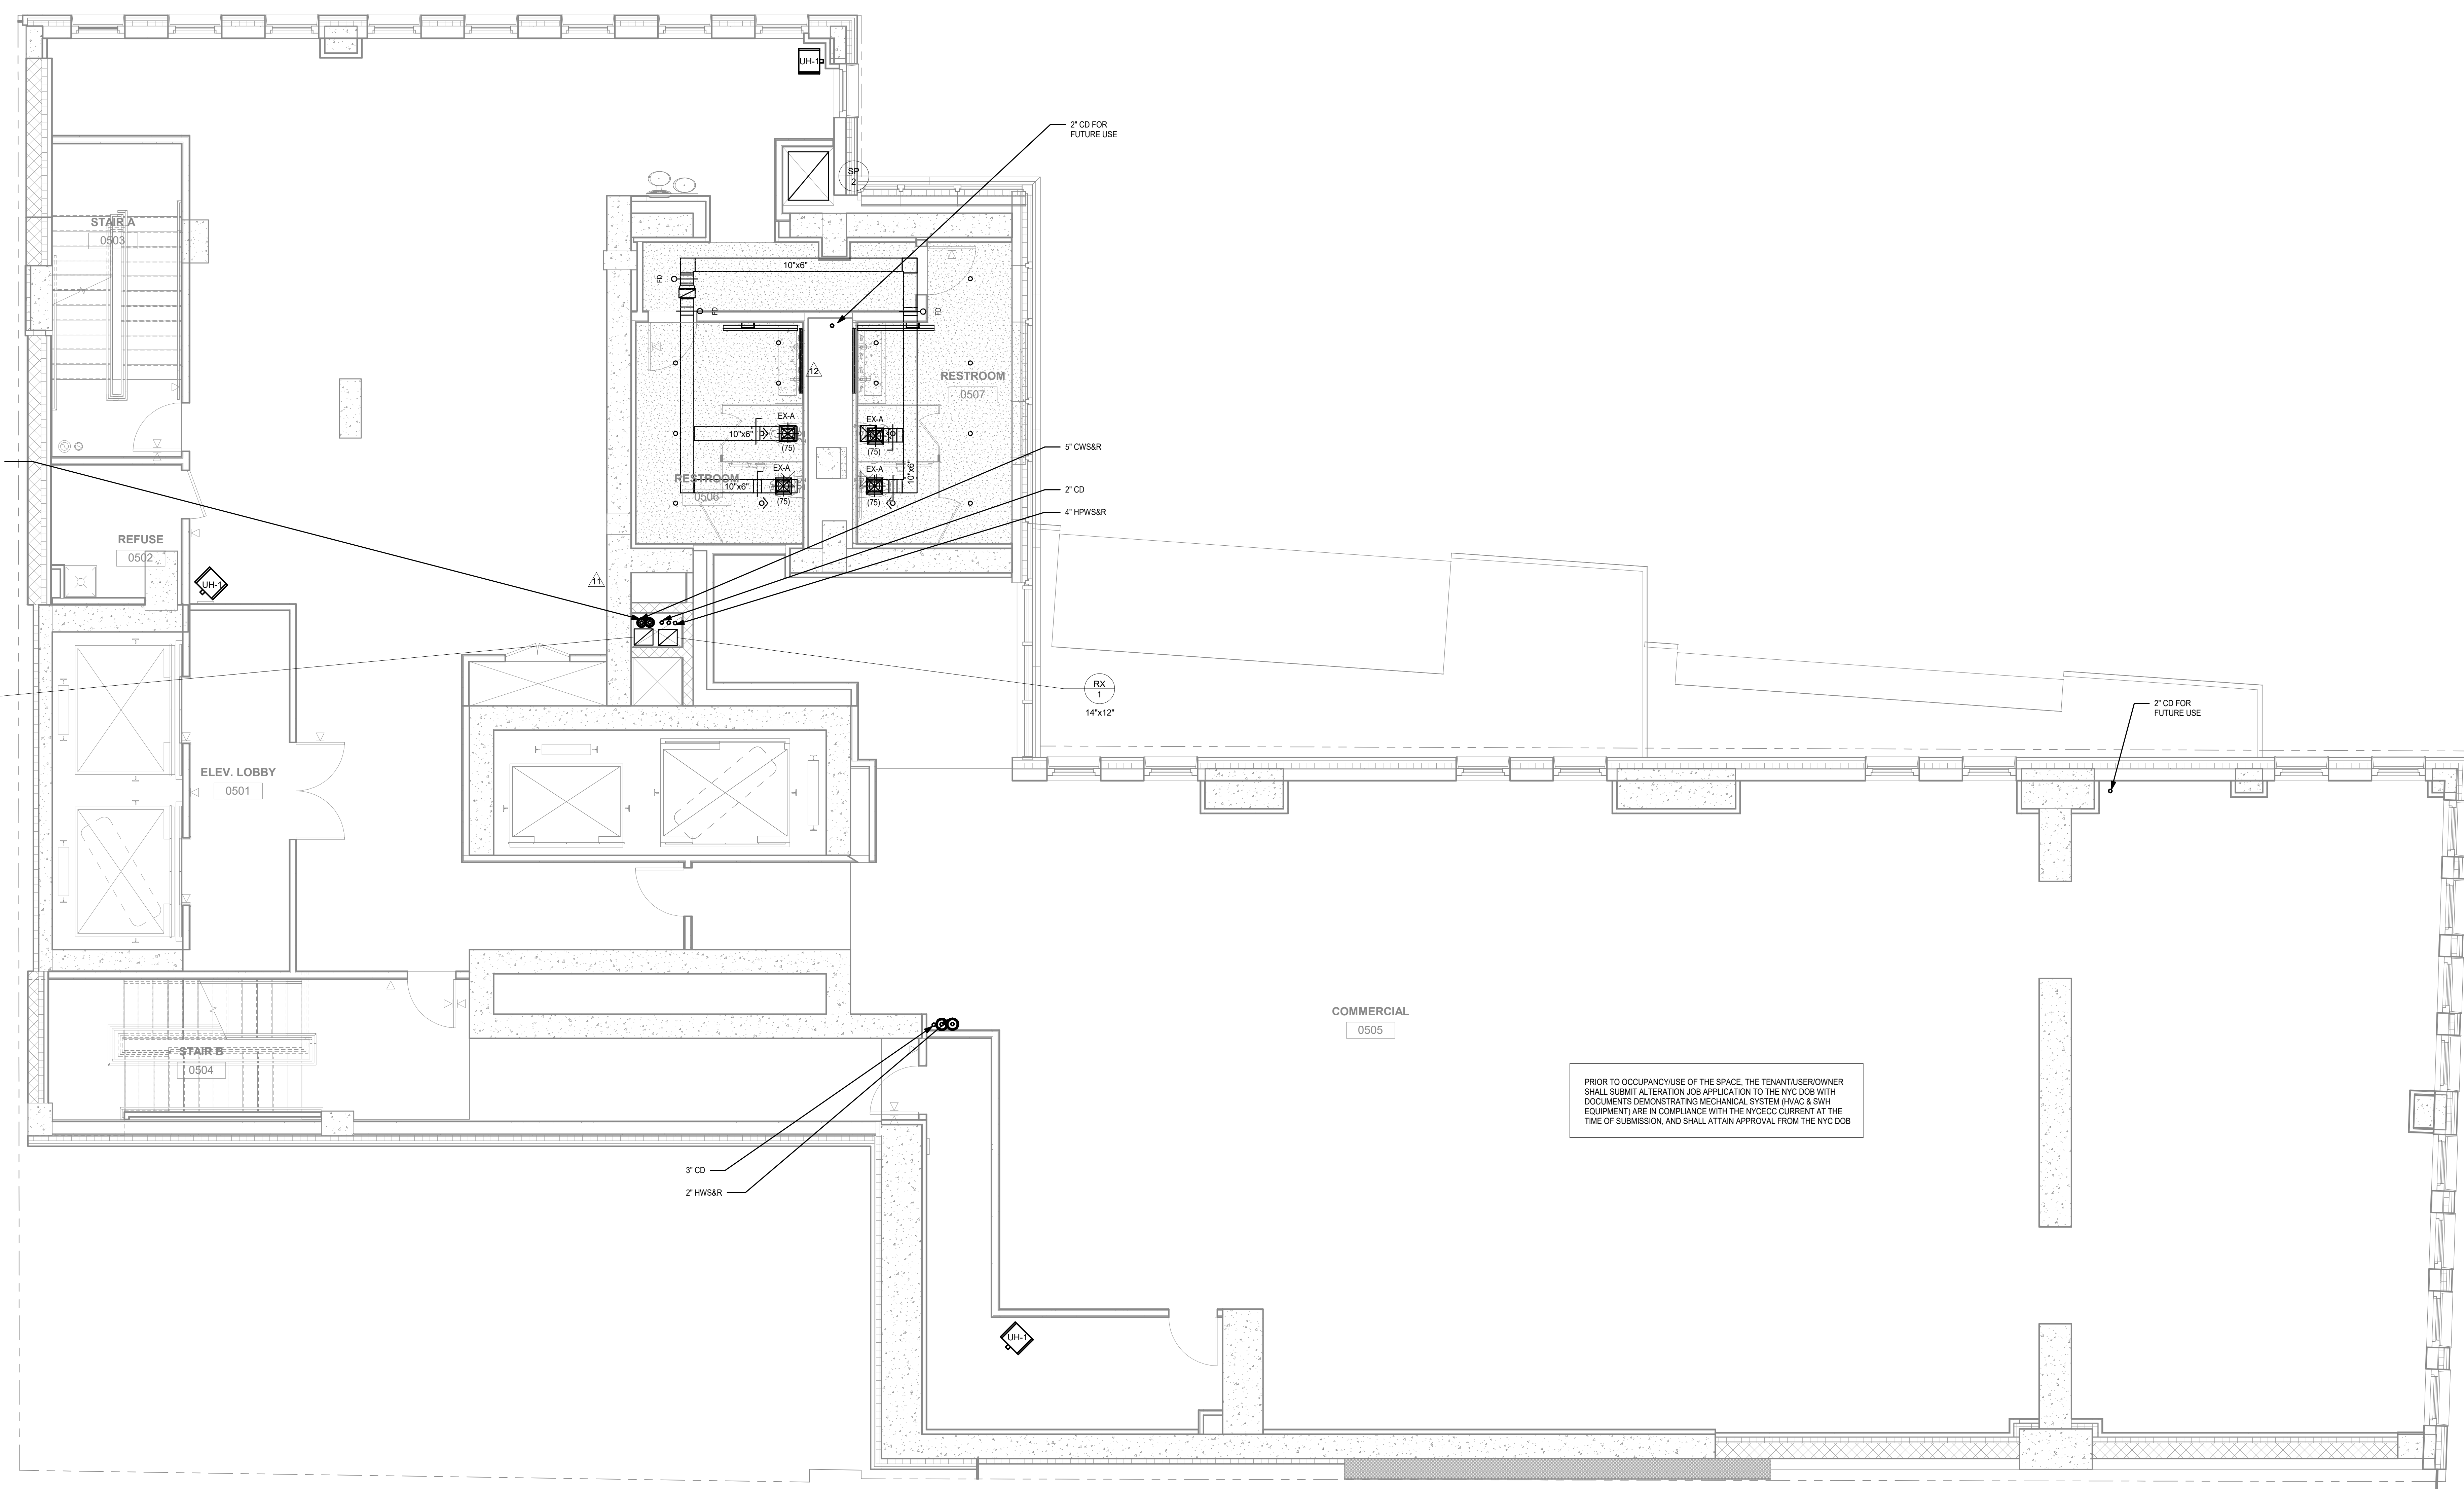 UH-1
2" CD FOR
FUTURE USE
SP
2
STAIR A
0503
10"x6"
FD
FD
FD
12
RESTROOM
0507
EX-A
EX-A
10"x6"
(75)
(75)
5" CWS&R
EX-A
EX-A
10"x6"
RESTROOM
10"x6"
0506
(75)
(75)
2" CD
4" HPWS&R
REFUSE
0502
UH-1
11
RX
1
14"x12"
2" CD FOR
FUTURE USE
ELEV. LOBBY
0501
COMMERCIAL
0505
STAIR B
0504
PRIOR TO OCCUPANCY/USE OF THE SPACE, THE TENANT/USER/OWNER
SHALL SUBMIT ALTERATION JOB APPLICATION TO THE NYC DOB WITH
DOCUMENTS DEMONSTRATING MECHANICAL SYSTEM (HVAC & SWH
EQUIPMENT) ARE IN COMPLIANCE WITH THE NYCECC CURRENT AT THE
TIME OF SUBMISSION, AND SHALL ATTAIN APPROVAL FROM THE NYC DOB
3" CD
2" HWS&R
UH-1